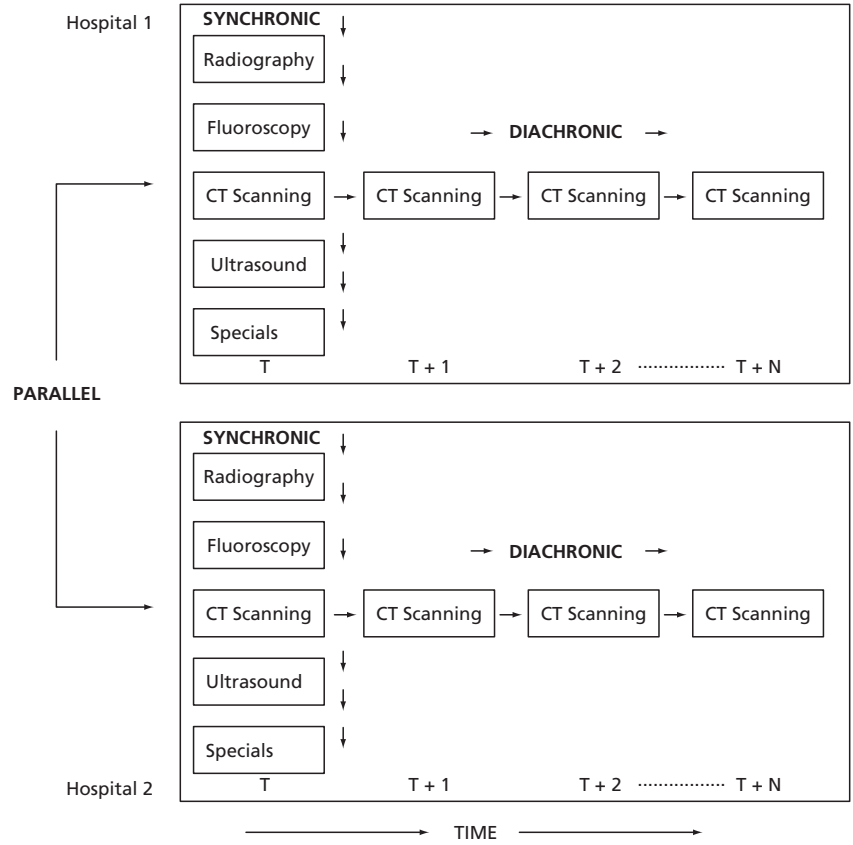 Hospital 1
SYNCHRONIC
Radiography
Fluoroscopy
DIACHRONIC
CT Scanning CT Scanning CT Scanning CT Scanning
Ultrasound
Specials
T T + 1 T + 2 ................. T + N
PARALLEL
SYNCHRONIC
Radiography
Fluoroscopy
DIACHRONIC
CT Scanning CT Scanning CT Scanning CT Scanning
Ultrasound
Specials
Hospital 2
T T + 1 T + 2 ................. T + N
TIME